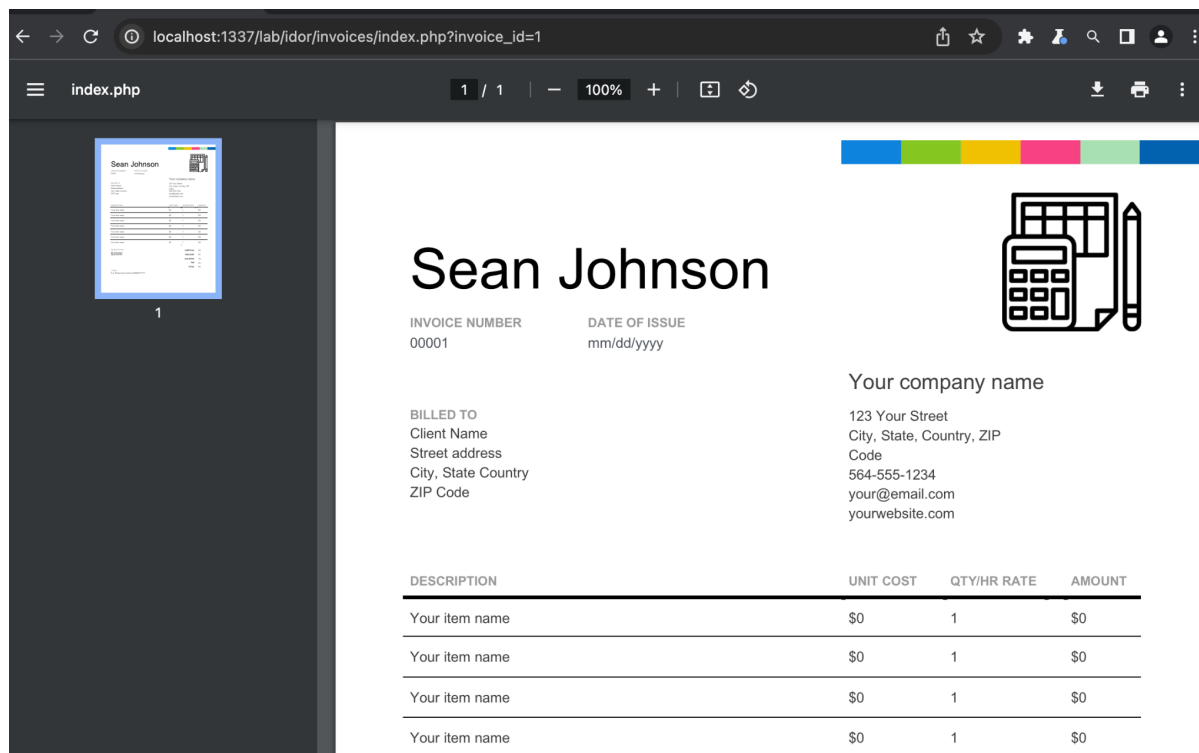 localhost:1337/lab/idor/invoices/index.php?invoice_id=1
index.php
1 / 1
100%
Sean Johnson
1
Sean Johnson
INVOICE NUMBER DATE OF ISSUE
00001 mm/dd/yyyy
Your company name
123 Your Street
City, State, Country, ZIP
Code
564-555-1234
your@email.com
yourwebsite.com
BILLED TO
Client Name
Street address
City, State Country
ZIP Code
DESCRIPTION UNIT COST QTY/HR RATE AMOUNT
Your item name $0 1 $0
Your item name $0 1 $0
Your item name $0 1 $0
Your item name $0 1 $0